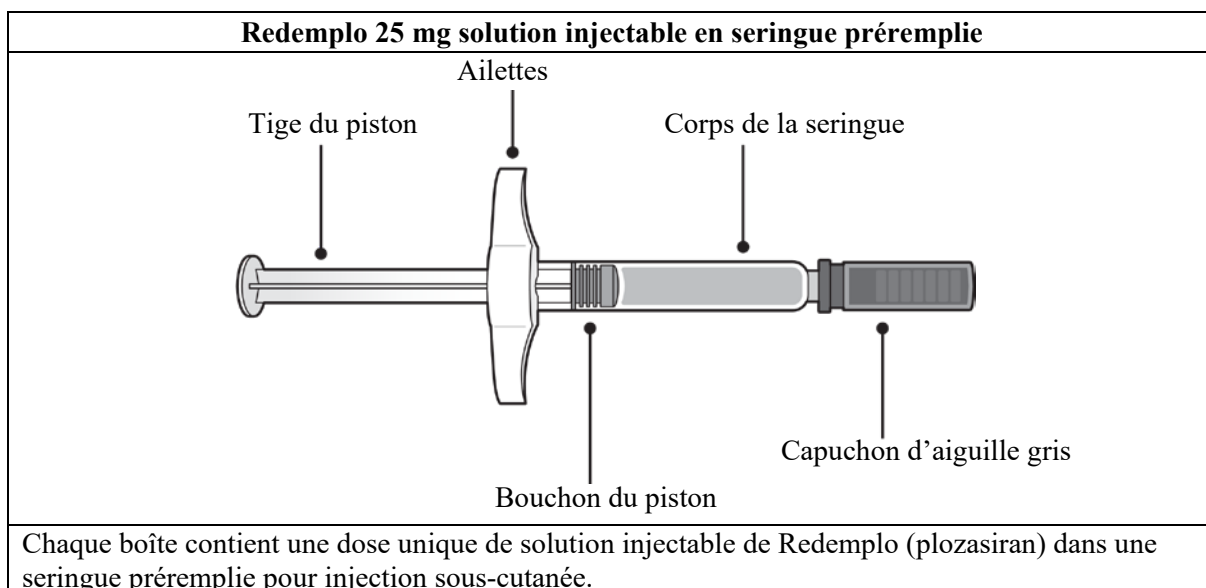 Redemplo 25 mg solution injectable en seringue préremplie
Ailettes
Tige du piston
Corps de la seringue
Capuchon d’aiguille gris
Bouchon du piston
Chaque boîte contient une dose unique de solution injectable de Redemplo (plozasiran) dans une
seringue préremplie pour injection sous-cutanée.